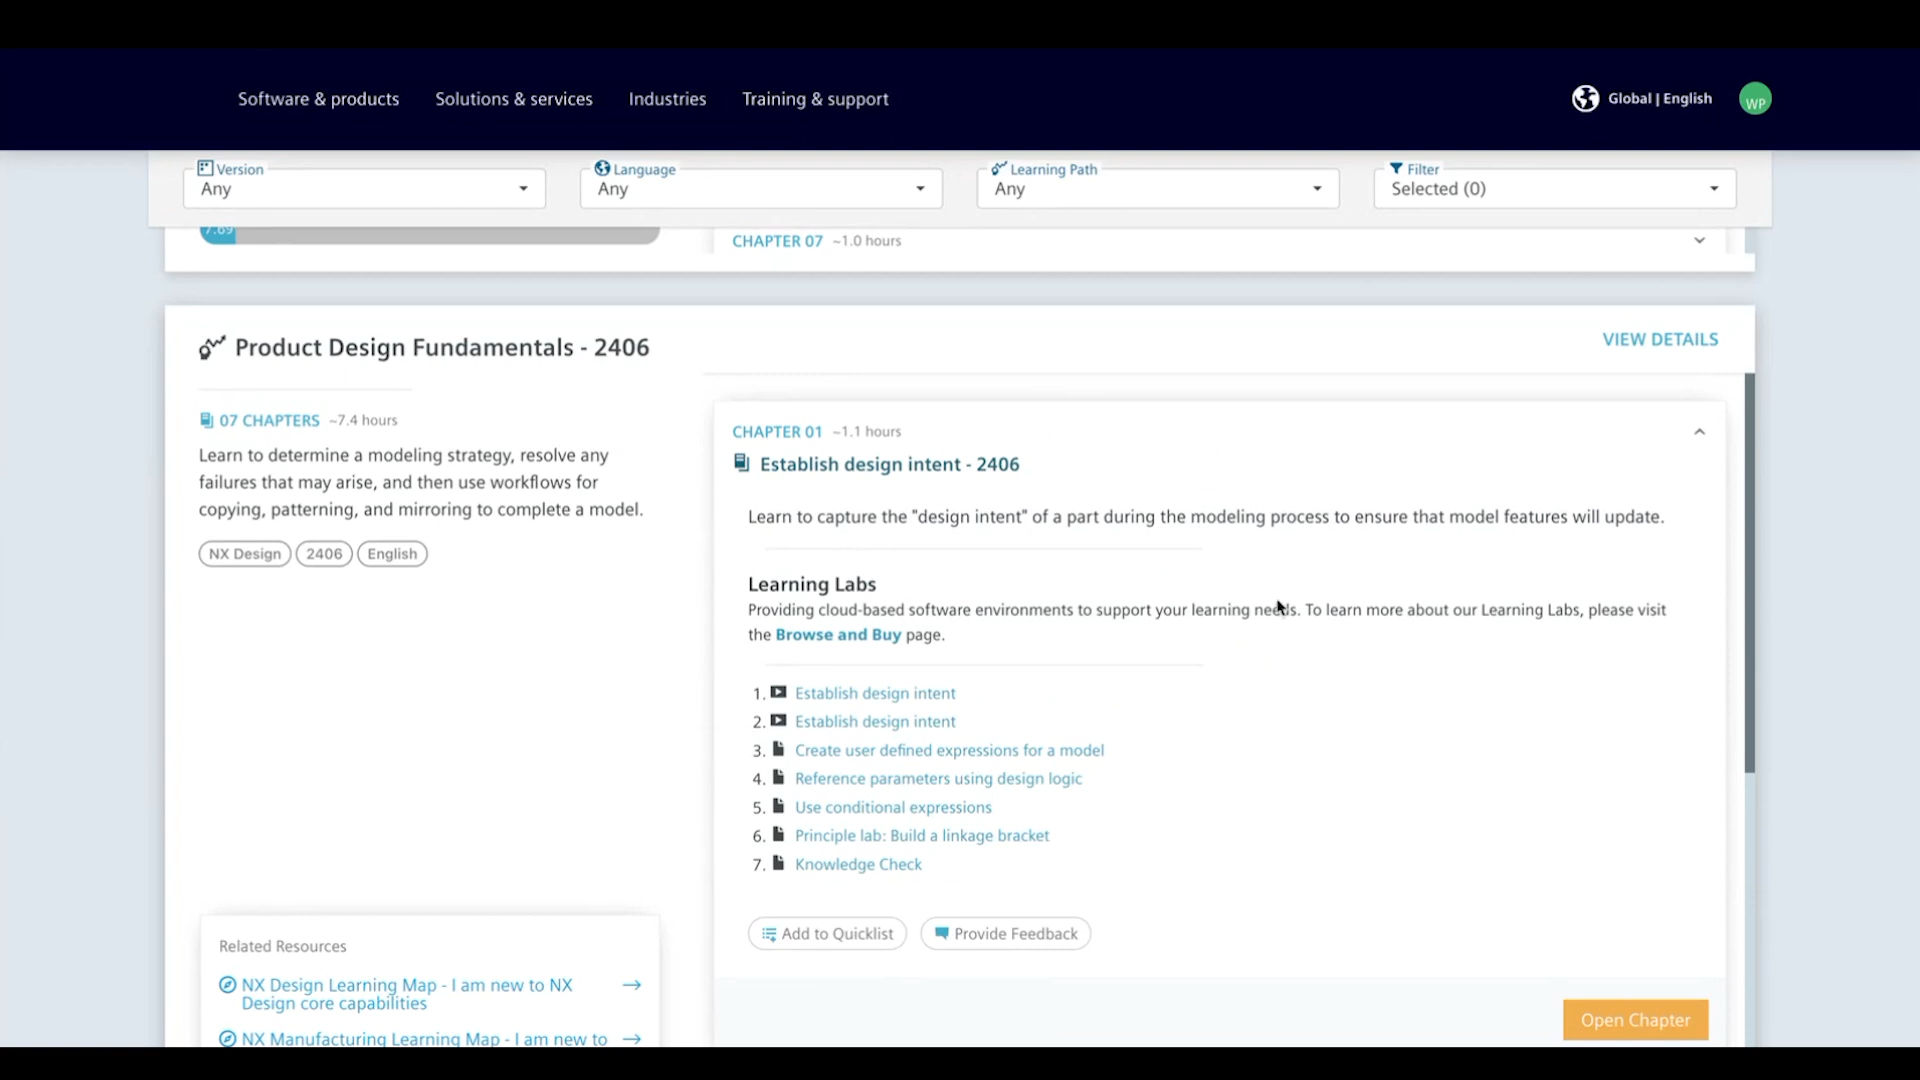 Software & products
Solutions & services
Industries
Training & support
Global | English
WP
Version
Any
Language
Any
Learning Path
Any
Filter
Selected (0)
7.69
CHAPTER 07 ~1.0 hours
Product Design Fundamentals - 2406
VIEW DETAILS
07 CHAPTERS ~7.4 hours
Learn to determine a modeling strategy, resolve any
failures that may arise, and then use workflows for
copying, patterning, and mirroring to complete a model.
NX Design
2406
English
CHAPTER 01 ~1.1 hours
Establish design intent - 2406
Learn to capture the "design intent" of a part during the modeling process to ensure that model features will update.
Learning Labs
Providing cloud-based software environments to support your learning needs. To learn more about our Learning Labs, please visit
the Browse and Buy page.
1. Establish design intent
2. Establish design intent
3. Create user defined expressions for a model
4. Reference parameters using design logic
5. Use conditional expressions
6. Principle lab: Build a linkage bracket
7. Knowledge Check
Add to Quicklist
Provide Feedback
Open Chapter
Related Resources
NX Design Learning Map - I am new to NX
Design core capabilities
NX Manufacturing Learning Map - I am new to